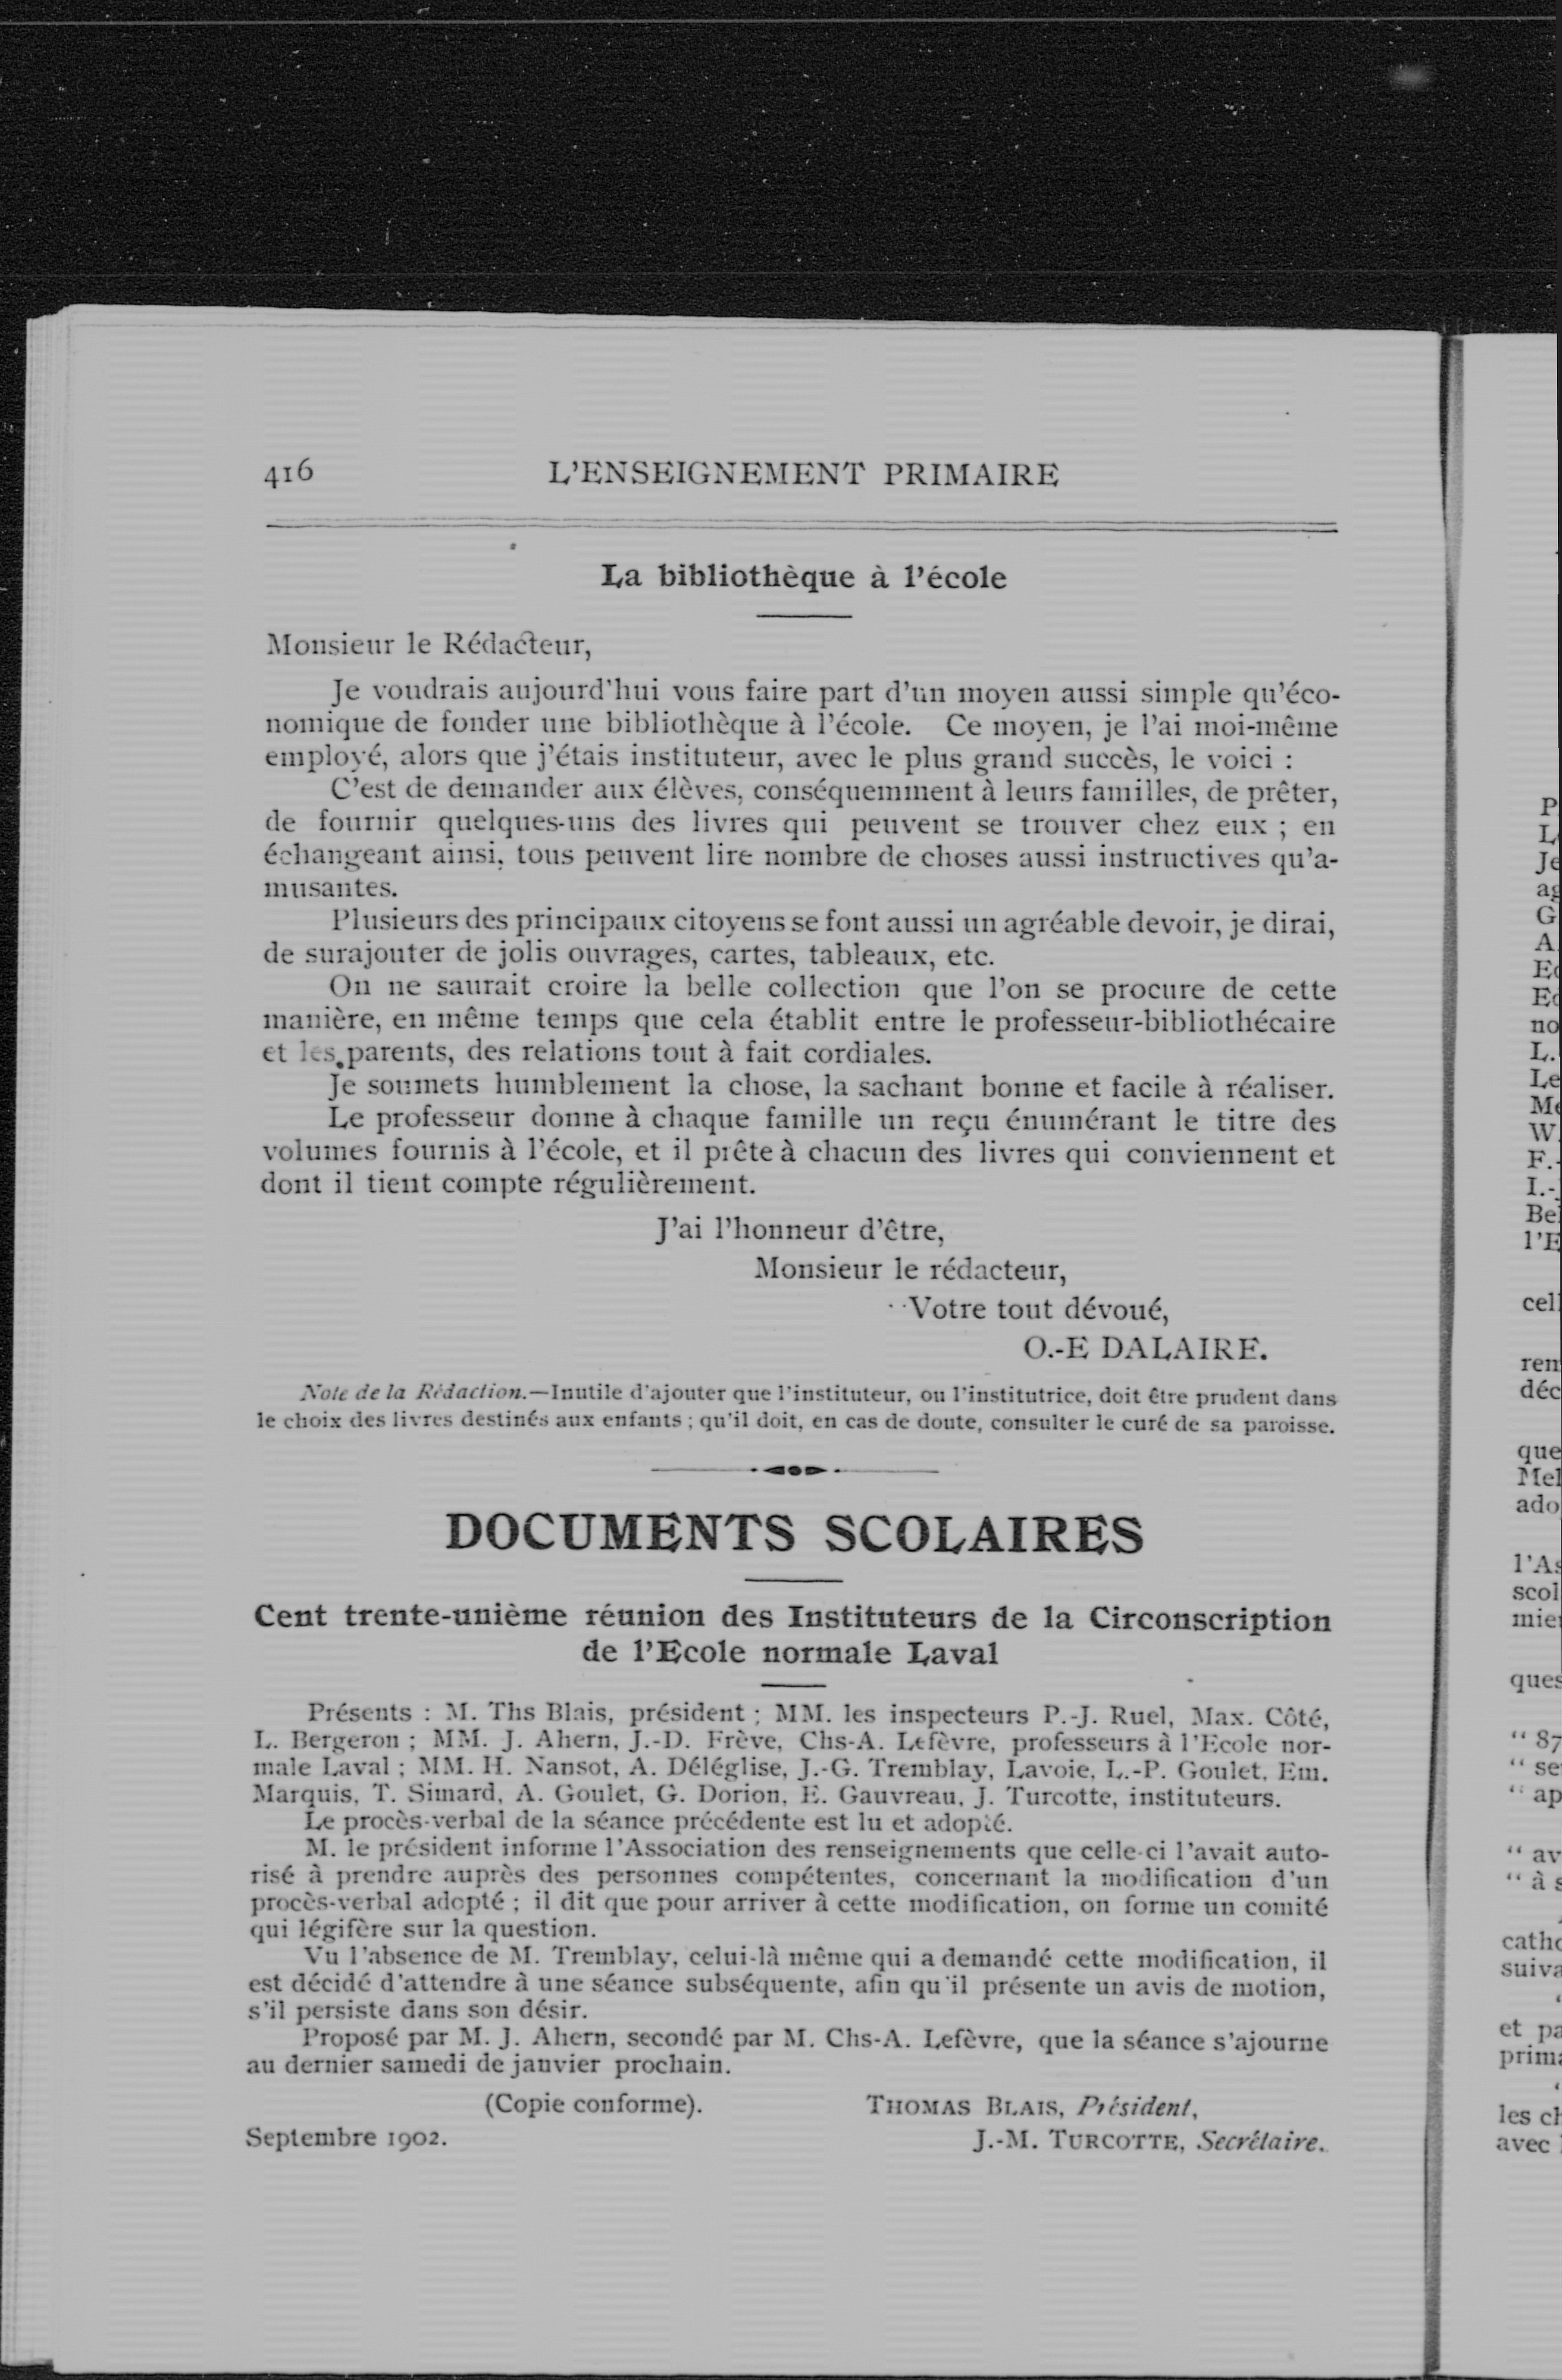 416 L'ENSEIGNEMENT PRIMAIRE
La bibliothèque à l'école
Monsieur le Rédacteur,
Je voudrais aujourd'hui vous faire part d'un moyen aussi simple qu'éco-
nomique de fonder une bibliothèque à l'école. Ce moyen, je l'ai moi-même
employé, alors que j'étais instituteur, avec le plus grand succès, le voici :
C'est de demander aux élèves, conséquemment à leurs familles, de prêter,
de fournir quelques-uns des livres qui peuvent se trouver chez eux ; en
échangeant ainsi, tous peuvent lire nombre de choses aussi instructives qu'a-
musantes.
Plusieurs des principaux citoyens se font aussi un agréable devoir, je dirai,
de surajouter de jolis ouvrages, cartes, tableaux, etc.
On ne saurait croire la belle collection que l'on se procure de cette
manière, en même temps que cela établit entre le professeur-bibliothécaire
et les parents, des relations tout à fait cordiales.
Je soumets humblement la chose, la sachant bonne et facile à réaliser.
Le professeur donne à chaque famille un reçu énumérant le titre des
volumes fournis à l'école, et il prête à chacun des livres qui conviennent et
dont il tient compte régulièrement.
J'ai l'honneur d'être,
Monsieur le rédacteur,
Votre tout dévoué,
O.-E DALAIRE.
Note de la Rédaction.—Inutile d'ajouter que l'instituteur, ou l'institutrice, doit être prudent dans
le choix des livres destinés aux enfants ; qu'il doit, en cas de doute, consulter le curé de sa paroisse.
DOCUMENTS SCOLAIRES
Cent trente-unième réunion des Instituteurs de la Circonscription
de l'Ecole normale Laval
Présents : M. Ths Blais, président ; MM. les inspecteurs P.-J. Ruel, Max. Côté,
L. Bergeron ; MM. J. Ahern, J.-D. Frève, Chs-A. Lefèvre, professeurs à l'Ecole nor-
male Laval ; MM. H. Nansot, A. Déléglise, J.-G. Tremblay, Lavoie, L.-P. Goulet, Em.
Marquis, T. Simard, A. Goulet, G. Dorion, E. Gauvreau, J. Turcotte, instituteurs.
Le procès-verbal de la séance précédente est lu et adopté.
M. le président informe l'Association des renseignements que celle-ci l'avait auto-
risé à prendre auprès des personnes compétentes, concernant la modification d'un
procès-verbal adopté ; il dit que pour arriver à cette modification, on forme un comité
qui légifère sur la question.
Vu l'absence de M. Tremblay, celui-là même qui a demandé cette modification, il
est décidé d'attendre à une séance subséquente, afin qu'il présente un avis de motion,
s'il persiste dans son désir.
Proposé par M. J. Ahern, secondé par M. Chs-A. Lefèvre, que la séance s'ajourne
au dernier samedi de janvier prochain.
(Copie conforme). THOMAS BLAIS, Président,
Septembre 1902. J.-M. TURCOTTE, Secrétaire.